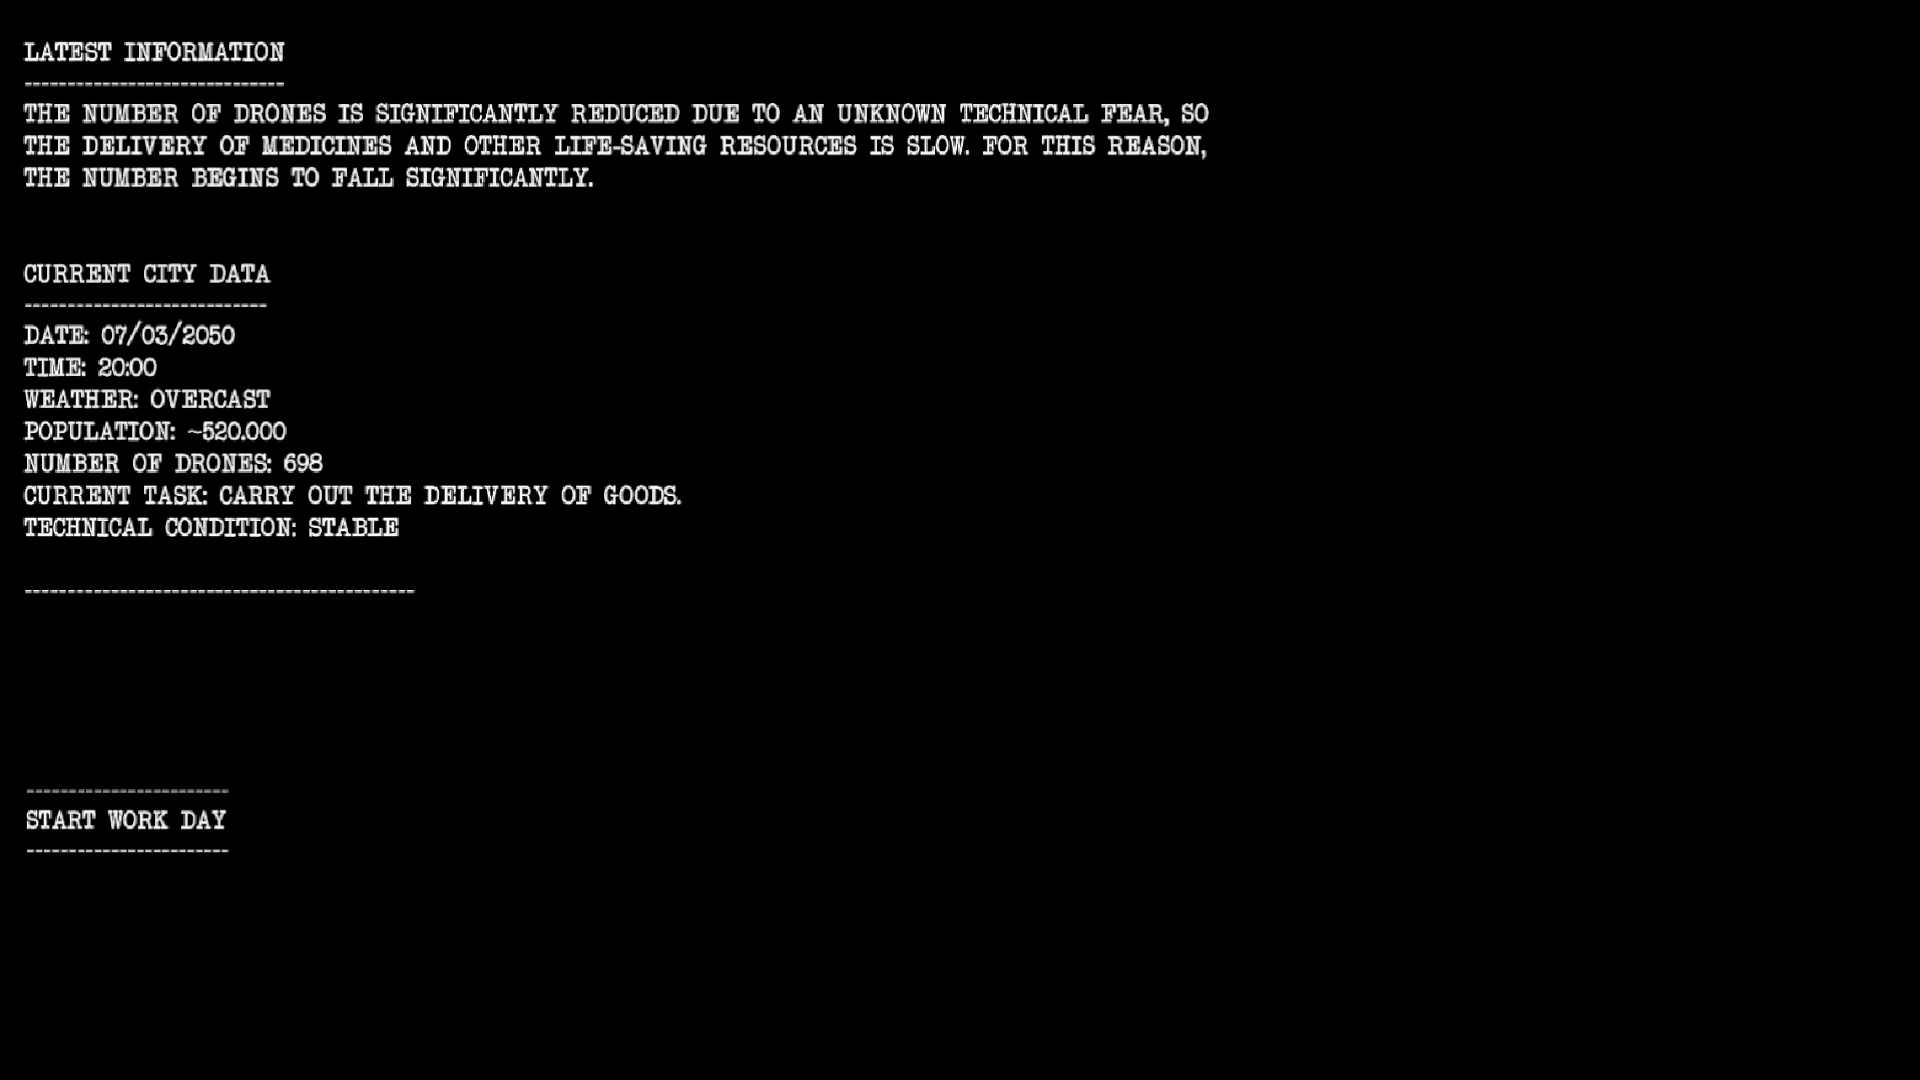 LATEST INFORMATION
------------------------------
THE NUMBER OF DRONES IS SIGNIFICANTLY REDUCED DUE TO AN UNKNOWN TECHNICAL FEAR, SO
THE DELIVERY OF MEDICINES AND OTHER LIFE-SAVING RESOURCES IS SLOW. FOR THIS REASON,
THE NUMBER BEGINS TO FALL SIGNIFICANTLY.
CURRENT CITY DATA
----------------------------
DATE: 07/03/2050
TIME: 20:00
WEATHER: OVERCAST
POPULATION: ~520.000
NUMBER OF DRONES: 698
CURRENT TASK: CARRY OUT THE DELIVERY OF GOODS.
TECHNICAL CONDITION: STABLE
---------------------------------------------
------------------------
START WORK DAY
------------------------